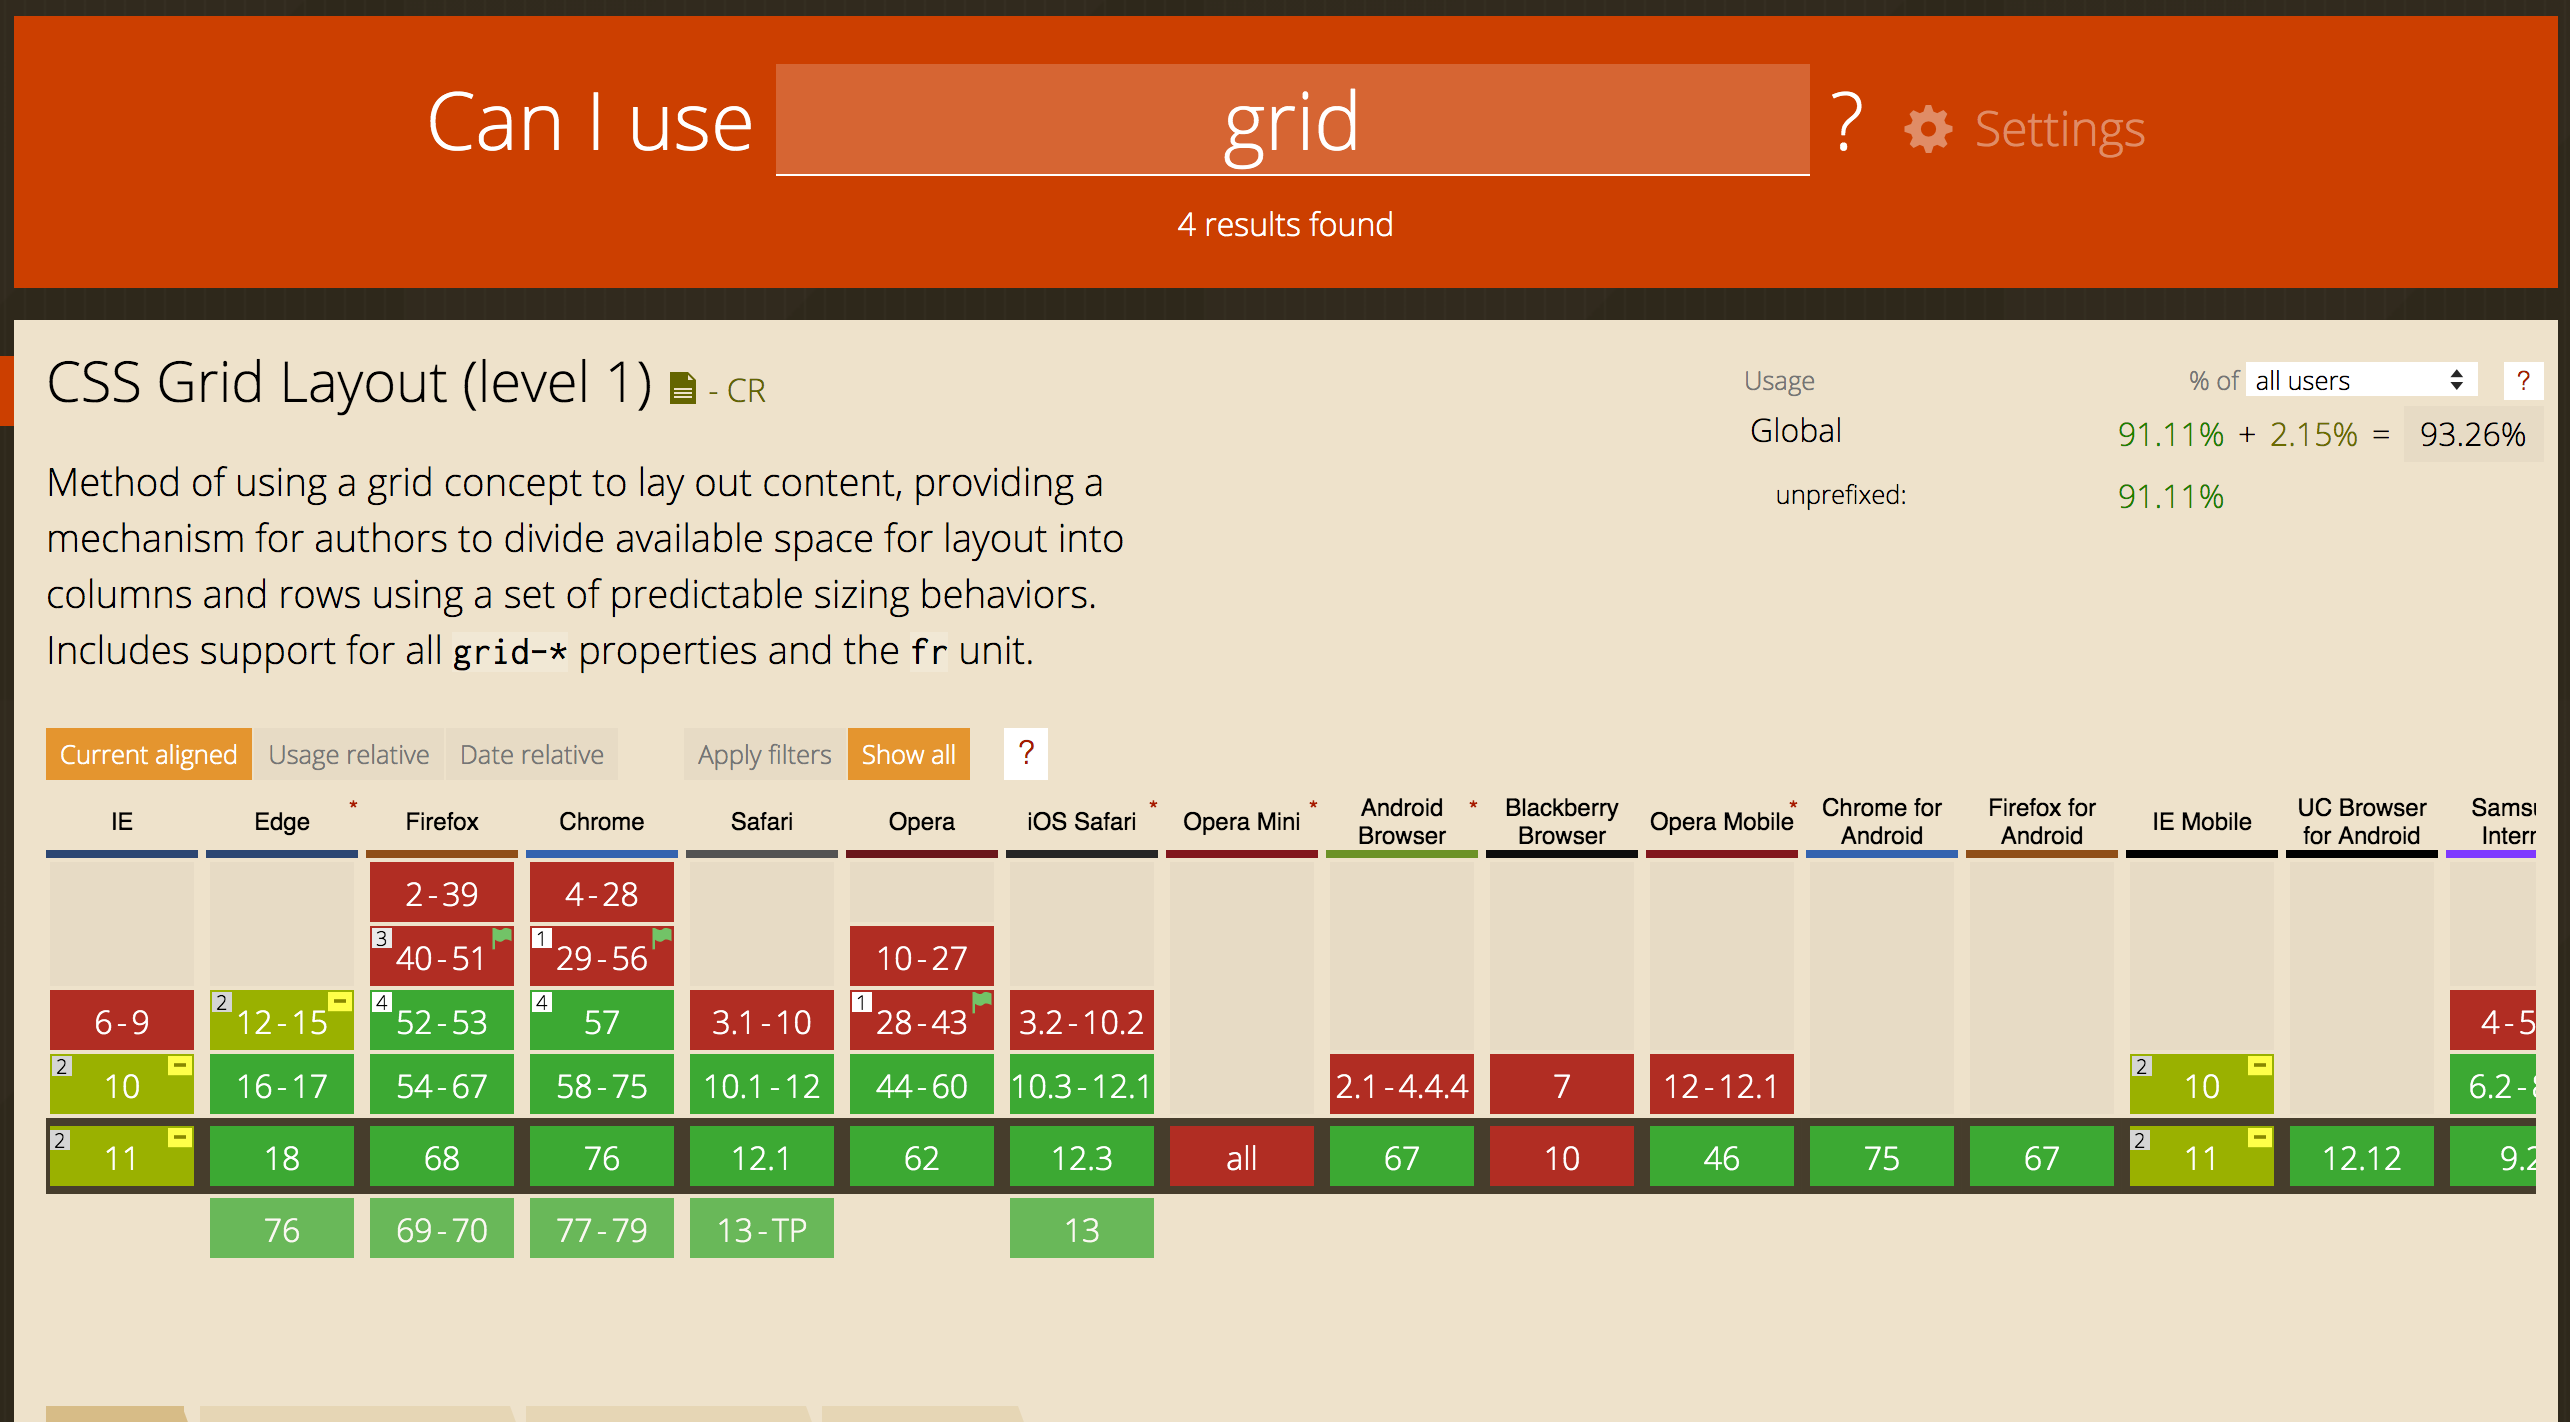 Can I use grid ? Settings
4 results found
CSS Grid Layout (level 1) - CR
Usage % of all users ?
Global 91.11% + 2.15% = 93.26%
unprefixed: 91.11%
Method of using a grid concept to lay out content, providing a
mechanism for authors to divide available space for layout into
columns and rows using a set of predictable sizing behaviors.
Includes support for all grid-* properties and the fr unit.
Current aligned Usage relative Date relative Apply filters Show all ?
IE Edge * Firefox Chrome Safari Opera iOS Safari * Opera Mini * Android Browser * Blackberry Browser Opera Mobile * Chrome for Android Firefox for Android IE Mobile UC Browser for Android
2-39 4-28
3 40-51 1 29-56 10-27
6-9 2 12-15 4 52-53 4 57 3.1-10 1 28-43 3.2-10.2 4-5
2 10 16-17 54-67 58-75 10.1-12 44-60 10.3-12.1 2.1-4.4.4 7 12-12.1 2 10
2 11 18 68 76 12.1 62 12.3 all 67 10 46 75 67 2 11 12.12
76 69-70 77-79 13-TP 13